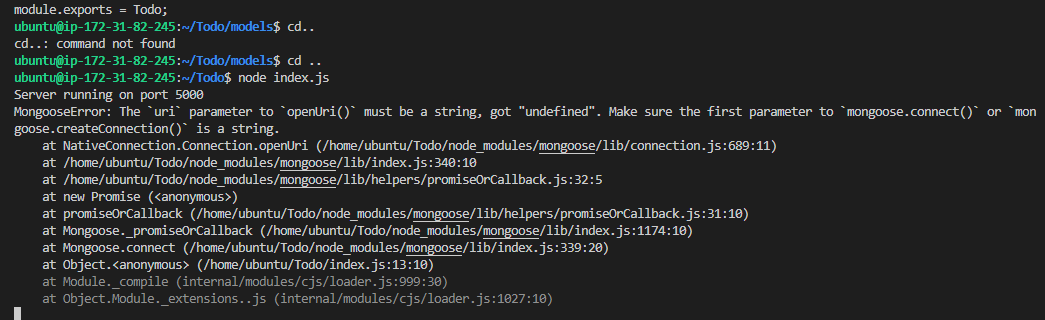 module.exports = Todo;
ubuntu@ip-172-31-82-245:~/Todo/models$ cd..
cd..: command not found
ubuntu@ip-172-31-82-245:~/Todo/models$ cd ..
ubuntu@ip-172-31-82-245:~/Todo$ node index.js
Server running on port 5000
MongooseError: The `uri` parameter to `openUri()` must be a string, got "undefined". Make sure the first parameter to `mongoose.connect()` or `mon
goose.createConnection()` is a string.
    at NativeConnection.Connection.openUri (/home/ubuntu/Todo/node_modules/mongoose/lib/connection.js:689:11)
    at /home/ubuntu/Todo/node_modules/mongoose/lib/index.js:340:10
    at /home/ubuntu/Todo/node_modules/mongoose/lib/helpers/promiseOrCallback.js:32:5
    at new Promise (<anonymous>)
    at promiseOrCallback (/home/ubuntu/Todo/node_modules/mongoose/lib/helpers/promiseOrCallback.js:31:10)
    at Mongoose._promiseOrCallback (/home/ubuntu/Todo/node_modules/mongoose/lib/index.js:1174:10)
    at Mongoose.connect (/home/ubuntu/Todo/node_modules/mongoose/lib/index.js:339:20)
    at Object.<anonymous> (/home/ubuntu/Todo/index.js:13:10)
    at Module._compile (internal/modules/cjs/loader.js:999:30)
    at Object.Module._extensions..js (internal/modules/cjs/loader.js:1027:10)